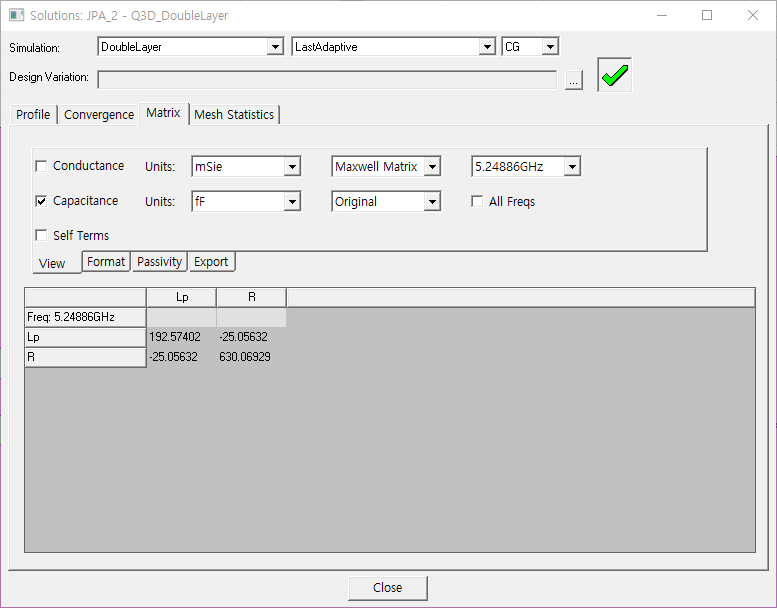 Solutions: JPA_2 - Q3D_DoubleLayer
Simulation: DoubleLayer LastAdaptive CG
Design Variation: ...
Profile Convergence Matrix Mesh Statistics
Conductance Units: mSie Maxwell Matrix 5.24886GHz
Capacitance Units: fF Original All Freqs
Self Terms
View Format Passivity Export
Lp R
Freq: 5.24886GHz
Lp 192.57402 -25.05632
R -25.05632 630.06929
Close